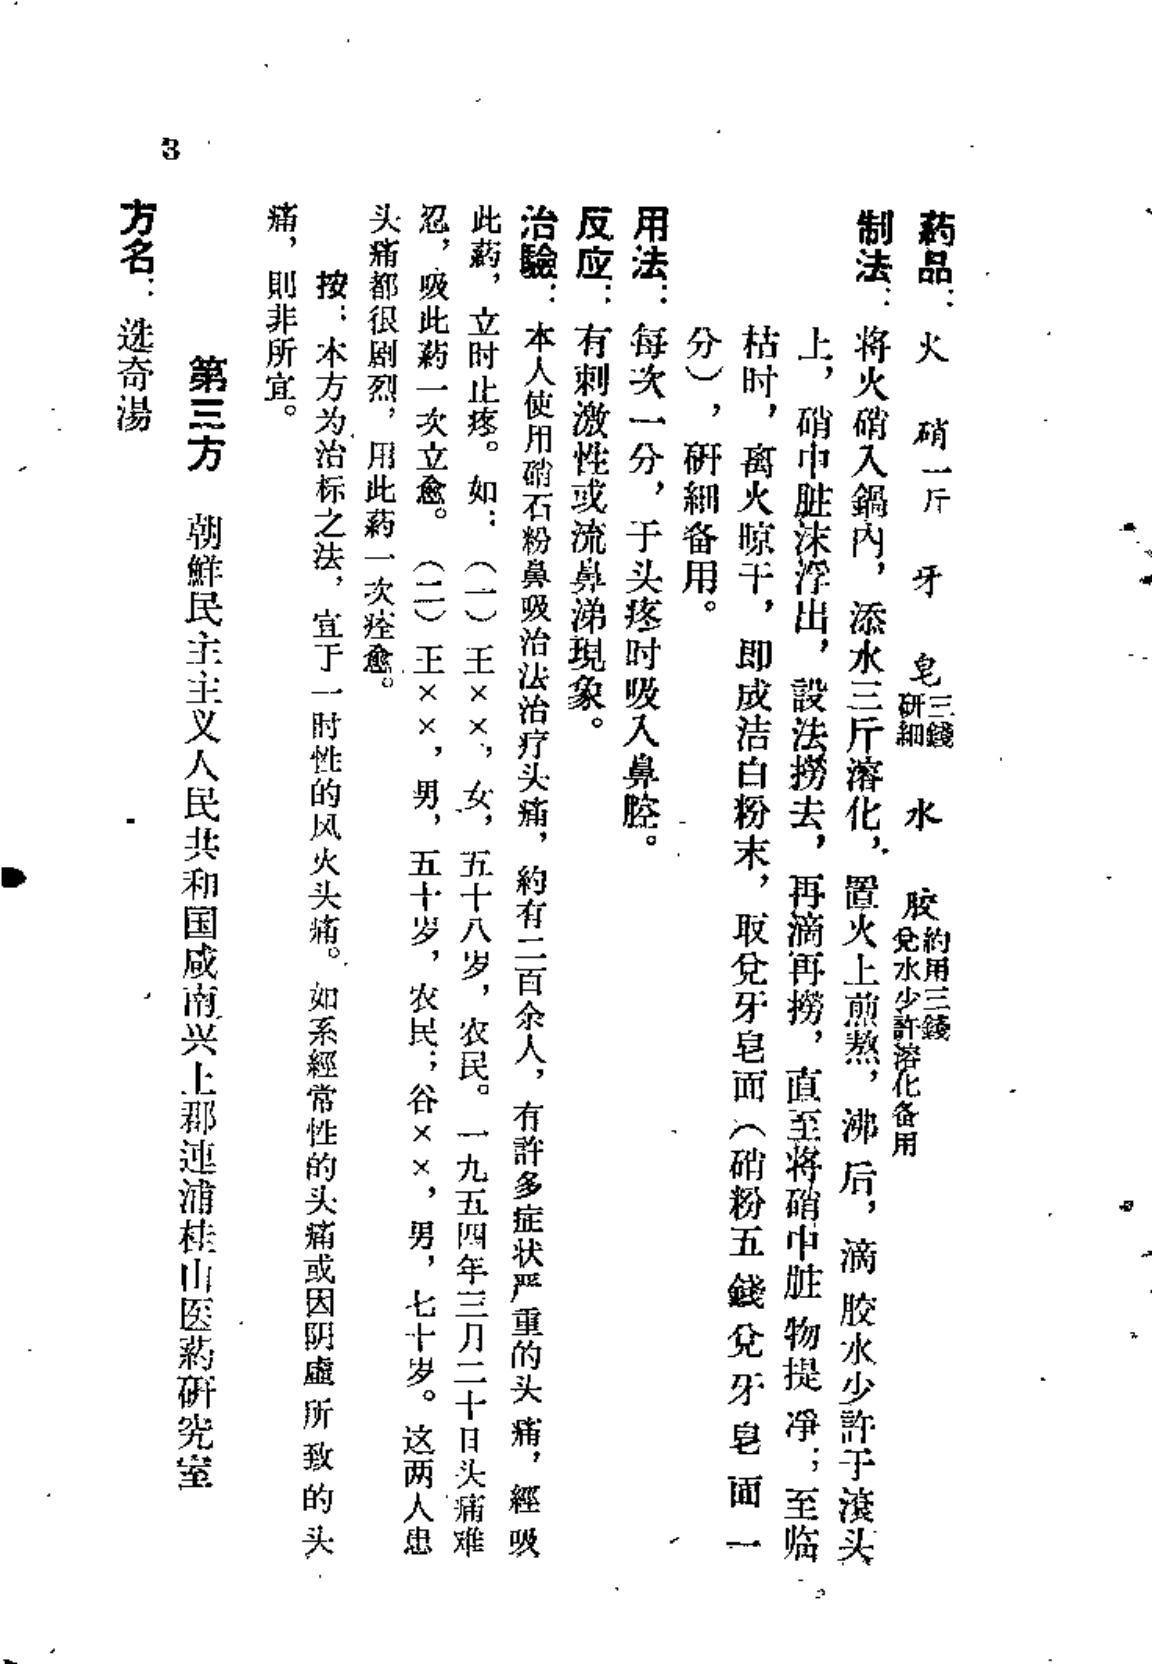 药品：火　硝一斤　牙　皂三錢研細　水　胶約用三錢兌水少許溶化备用
制法：将火硝入鍋內，添水三斤溶化，置火上煎熬，沸后，滴胶水少許于滾头
上，硝中脏沫浮出，設法撈去，再滴再撈，直至将硝中脏物提凈；至临
枯时，离火晾干，即成洁白粉末，取兌牙皂面（硝粉五錢兌牙皂面一
分），研細备用。
用法：每次一分，于头疼时吸入鼻腔。
反应：有刺激性或流鼻涕現象。
治驗：本人使用硝石粉鼻吸治法治疗头痛，約有二百余人，有許多症状严重的头痛，經吸
此药，立时止疼。如：（一）王××，女，五十八岁，农民。一九五四年三月二十日头痛难
忍，吸此药一次立愈。（二）王××，男，五十岁，农民；谷××，男，七十岁。这两人患
头痛都很剧烈，用此药一次痊愈。
按：本方为治标之法，宜于一时性的风火头痛。如系經常性的头痛或因阴虛所致的头
痛，則非所宜。
第三方　朝鮮民主主义人民共和国咸南兴上郡連浦桂山医药研究室
方名：选奇湯
3